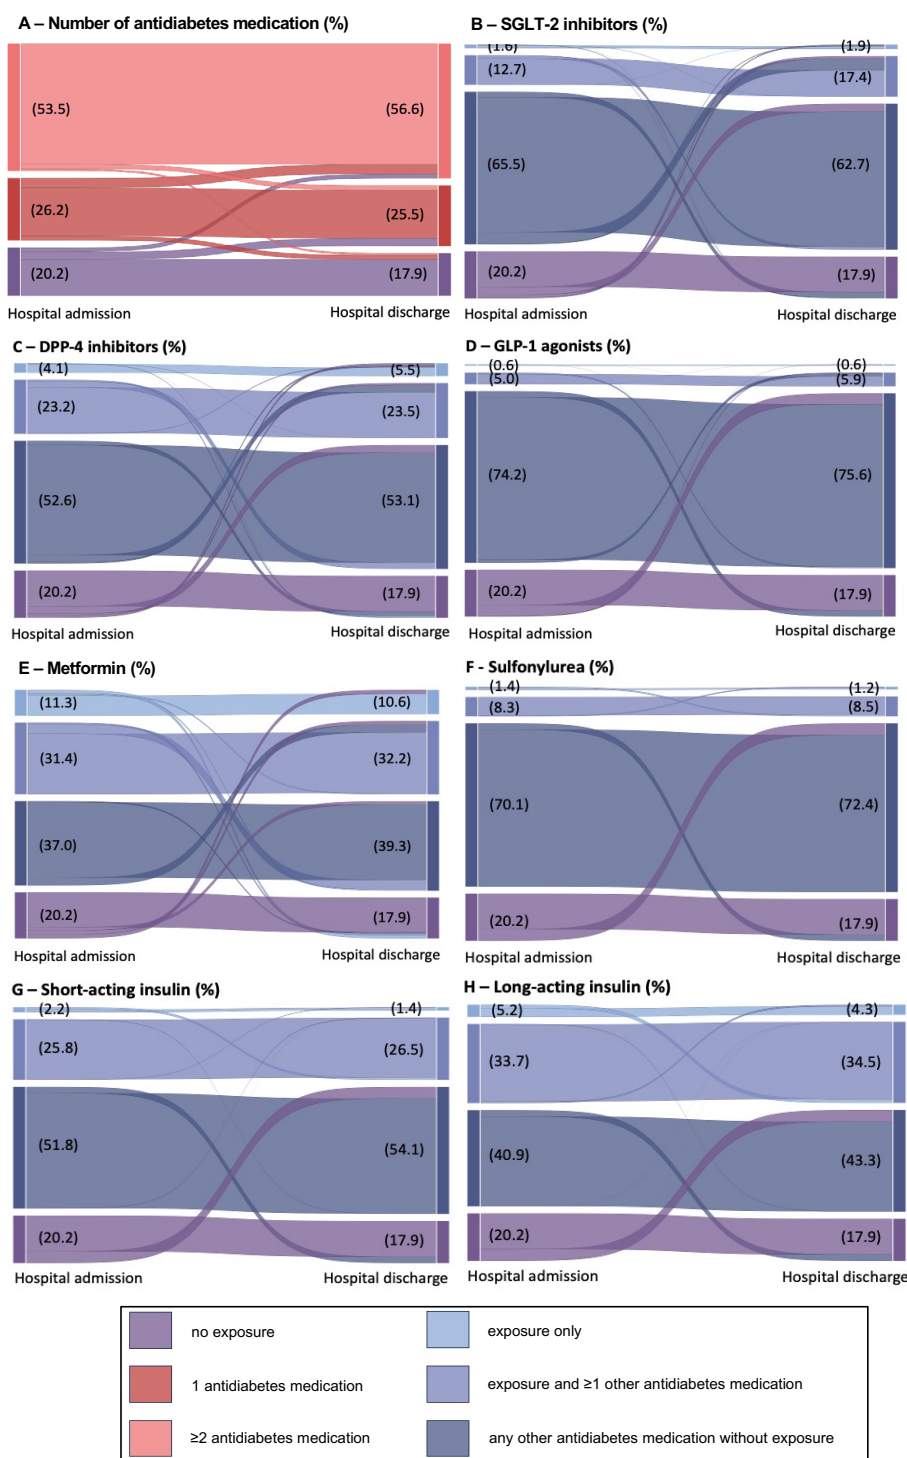 A – Number of antidiabetes medication (%)
(53.5)
(56.6)
(26.2)
(25.5)
(20.2)
(17.9)
Hospital admission
Hospital discharge
B – SGLT-2 inhibitors (%)
(1.6)
(1.9)
(12.7)
(17.4)
(65.5)
(62.7)
(20.2)
(17.9)
Hospital admission
Hospital discharge
C – DPP-4 inhibitors (%)
(4.1)
(5.5)
(23.2)
(23.5)
(52.6)
(53.1)
(20.2)
(17.9)
Hospital admission
Hospital discharge
D – GLP-1 agonists (%)
(0.6)
(0.6)
(5.0)
(5.9)
(74.2)
(75.6)
(20.2)
(17.9)
Hospital admission
Hospital discharge
E – Metformin (%)
(11.3)
(10.6)
(31.4)
(32.2)
(37.0)
(39.3)
(20.2)
(17.9)
Hospital admission
Hospital discharge
F - Sulfonylurea (%)
(1.4)
(1.2)
(8.3)
(8.5)
(70.1)
(72.4)
(20.2)
(17.9)
Hospital admission
Hospital discharge
G – Short-acting insulin (%)
(2.2)
(1.4)
(25.8)
(26.5)
(51.8)
(54.1)
(20.2)
(17.9)
Hospital admission
Hospital discharge
H – Long-acting insulin (%)
(5.2)
(4.3)
(33.7)
(34.5)
(40.9)
(43.3)
(20.2)
(17.9)
Hospital admission
Hospital discharge
no exposure
exposure only
1 antidiabetes medication
exposure and ≥1 other antidiabetes medication
≥2 antidiabetes medication
any other antidiabetes medication without exposure